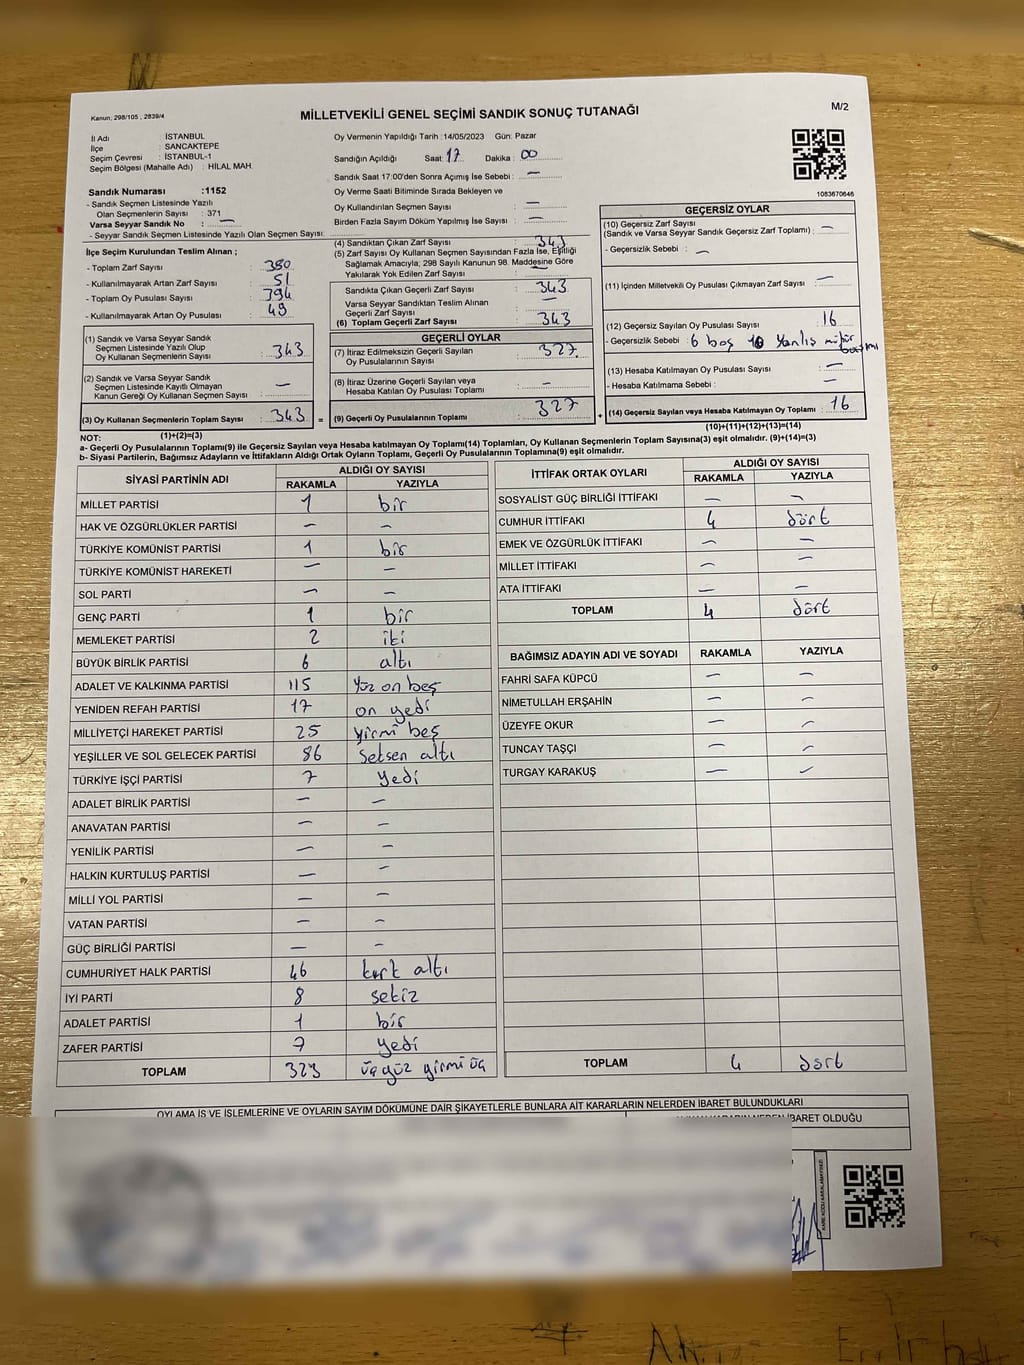 Kanun, 298/105 , 2839/4
MİLLETVEKİLİ GENEL SEÇİMİ SANDIK SONUÇ TUTANAĞI
M/2
İl Adı : İSTANBUL
İlçe : SANCAKTEPE
Seçim Çevresi : İSTANBUL-1
Seçim Bölgesi (Mahalle Adı) : HİLAL MAH.
Oy Vermenin Yapıldığı Tarih :14/05/2023 Gün: Pazar
Sandığın Açıldığı Saat: 17 Dakika : 00
Sandık Saat 17:00'den Sonra Açımış İse Sebebi : —
Oy Verme Saati Bitiminde Sırada Bekleyen ve
Oy Kullandırılan Seçmen Sayısı : —
Birden Fazla Sayım Döküm Yapılmış İse Sayısı : —
1083670646
Sandık Numarası :1152
- Sandık Seçmen Listesinde Yazılı
Olan Seçmenlerin Sayısı : 371
Varsa Seyyar Sandık No : —
- Seyyar Sandık Seçmen Listesinde Yazılı Olan Seçmen Sayısı:
İlçe Seçim Kurulundan Teslim Alınan ;
- Toplam Zarf Sayısı : 380
- Kullanılmayarak Artan Zarf Sayısı : 51
- Toplam Oy Pusulası Sayısı : 394
- Kullanılmayarak Artan Oy Pusulası : 49
(1) Sandık ve Varsa Seyyar Sandık
Seçmen Listesinde Yazılı Olup
Oy Kullanan Seçmenlerin Sayısı : 343
(2) Sandık ve Varsa Seyyar Sandık
Seçmen Listesinde Kayıtlı Olmayan
Kanun Gereği Oy Kullanan Seçmen Sayısı : —
(3) Oy Kullanan Seçmenlerin Toplam Sayısı : 343 =
(1)+(2)=(3)
(4) Sandıktan Çıkan Zarf Sayısı : 343
(5) Zarf Sayısı Oy Kullanan Seçmen Sayısından Fazla İse, Eşitliği
Sağlamak Amacıyla; 298 Sayılı Kanunun 98. Maddesine Göre
Yakılarak Yok Edilen Zarf Sayısı : —
Sandıkta Çıkan Geçerli Zarf Sayısı : 343
Varsa Seyyar Sandıktan Teslim Alınan
Geçerli Zarf Sayısı : —
(6) Toplam Geçerli Zarf Sayısı : 343
GEÇERLİ OYLAR
(7) İtiraz Edilmeksizin Geçerli Sayılan
Oy Pusulalarının Sayısı : 327
(8) İtiraz Üzerine Geçerli Sayılan veya
Hesaba Katılan Oy Pusulası Toplamı : —
(9) Geçerli Oy Pusulalarının Toplamı : 327 +
GEÇERSİZ OYLAR
(10) Geçersiz Zarf Sayısı
(Sandık ve Varsa Seyyar Sandık Geçersiz Zarf Toplamı) : —
- Geçersizlik Sebebi : —
(11) İçinden Milletvekili Oy Pusulası Çıkmayan Zarf Sayısı : —
(12) Geçersiz Sayılan Oy Pusulası Sayısı : 16
- Geçersizlik Sebebi : 6 boş 10 Yanlış mühür
(13) Hesaba Katılmayan Oy Pusulası Sayısı : —
- Hesaba Katılmama Sebebi : —
(14) Geçersiz Sayılan veya Hesaba Katılmayan Oy Toplamı : 16
(10)+(11)+(12)+(13)=(14)
NOT:
a- Geçerli Oy Pusulalarının Toplamı(9) ile Geçersiz Sayılan veya Hesaba katılmayan Oy Toplamı(14) Toplamları, Oy Kullanan Seçmenlerin Toplam Sayısına(3) eşit olmalıdır. (9)+(14)=(3)
b- Siyasi Partilerin, Bağımsız Adayların ve İttifakların Aldığı Ortak Oyların Toplamı, Geçerli Oy Pusulalarının Toplamına(9) eşit olmalıdır.
SİYASİ PARTİNİN ADI ALDIĞI OY SAYISI
RAKAMLA YAZIYLA
MİLLET PARTİSİ 1 bir
HAK VE ÖZGÜRLÜKLER PARTİSİ — —
TÜRKİYE KOMÜNİST PARTİSİ 1 bir
TÜRKİYE KOMÜNİST HAREKETİ — —
SOL PARTİ — —
GENÇ PARTİ 1 bir
MEMLEKET PARTİSİ 2 iki
BÜYÜK BİRLİK PARTİSİ 6 altı
ADALET VE KALKINMA PARTİSİ 115 Yüz on beş
YENİDEN REFAH PARTİSİ 17 on yedi
MİLLİYETÇİ HAREKET PARTİSİ 25 yirmi beş
YEŞİLLER VE SOL GELECEK PARTİSİ 86 seksen altı
TÜRKİYE İŞÇİ PARTİSİ 7 yedi
ADALET BİRLİK PARTİSİ — —
ANAVATAN PARTİSİ — —
YENİLİK PARTİSİ — —
HALKIN KURTULUŞ PARTİSİ — —
MİLLİ YOL PARTİSİ — —
VATAN PARTİSİ — —
GÜÇ BİRLİĞİ PARTİSİ — —
CUMHURİYET HALK PARTİSİ 46 kırk altı
İYİ PARTİ 8 sekiz
ADALET PARTİSİ 1 bir
ZAFER PARTİSİ 7 yedi
TOPLAM 323 üçyüz yirmi üç
İTTİFAK ORTAK OYLARI ALDIĞI OY SAYISI
RAKAMLA YAZIYLA
SOSYALİST GÜÇ BİRLİĞİ İTTİFAKI — —
CUMHUR İTTİFAKI 4 dört
EMEK VE ÖZGÜRLÜK İTTİFAKI — —
MİLLET İTTİFAKI — —
ATA İTTİFAKI — —
TOPLAM 4 dört
BAĞIMSIZ ADAYIN ADI VE SOYADI RAKAMLA YAZIYLA
FAHRİ SAFA KÜPCÜ — —
NİMETULLAH ERŞAHİN — —
ÜZEYFE OKUR — —
TUNCAY TAŞÇI — —
TURGAY KARAKUŞ — —
TOPLAM 4 dört
OYLAMA İŞ VE İŞLEMLERİNE VE OYLARIN SAYIM DÖKÜMÜNE DAİR ŞİKAYETLERLE BUNLARA AİT KARARLARIN NELERDEN İBARET BULUNDUKLARI
KARARIN NEDEN İBARET OLDUĞU